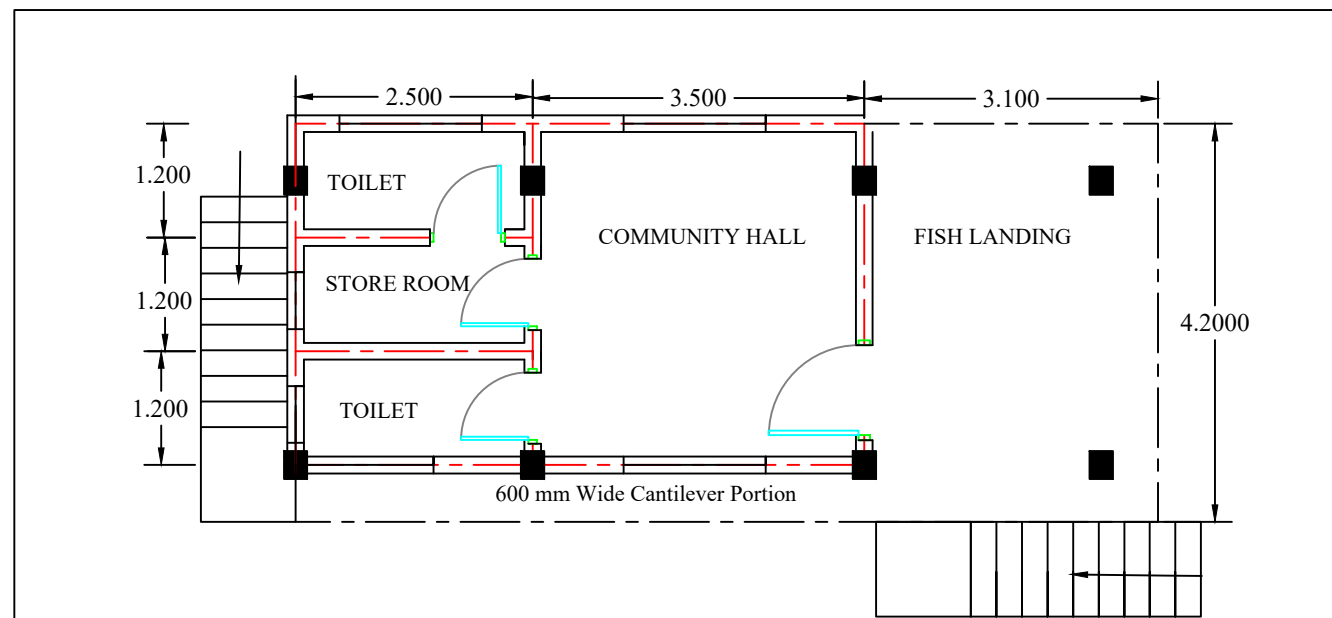 2.500
3.500
3.100
1.200
TOILET
COMMUNITY HALL
FISH LANDING
STORE ROOM
1.200
4.2000
1.200
TOILET
600 mm Wide Cantilever Portion